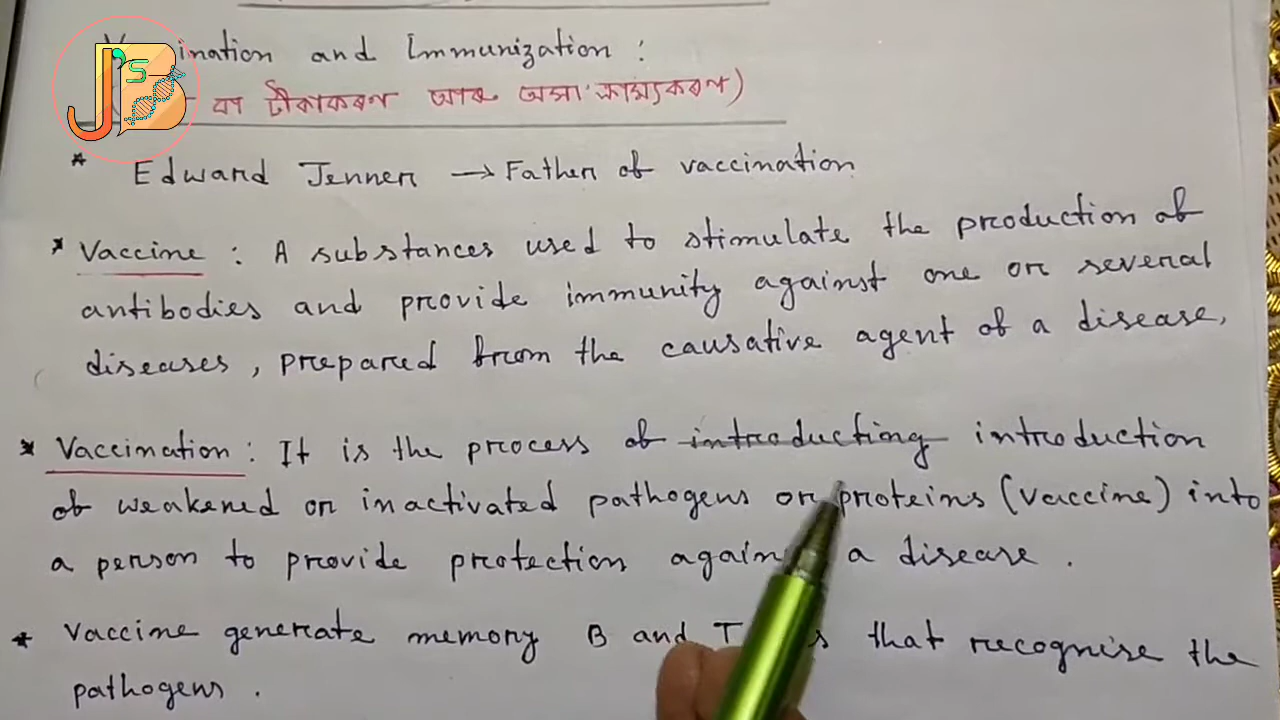 JBS
ination and Immunization :
বা টীকাকৰণ আৰু অসংক্ৰাম্যকৰণ)
* Edward Jenner → Father of vaccination
* Vaccine : A substances used to stimulate the production of
antibodies and provide immunity against one or several
diseases, prepared from the causative agent of a disease,
* Vaccination : It is the process of introducting introduction
of weakened or inactivated pathogens or proteins (vaccine) into
a person to provide protection again a disease .
* Vaccine generate memory B and T s that recognise the
pathogens .